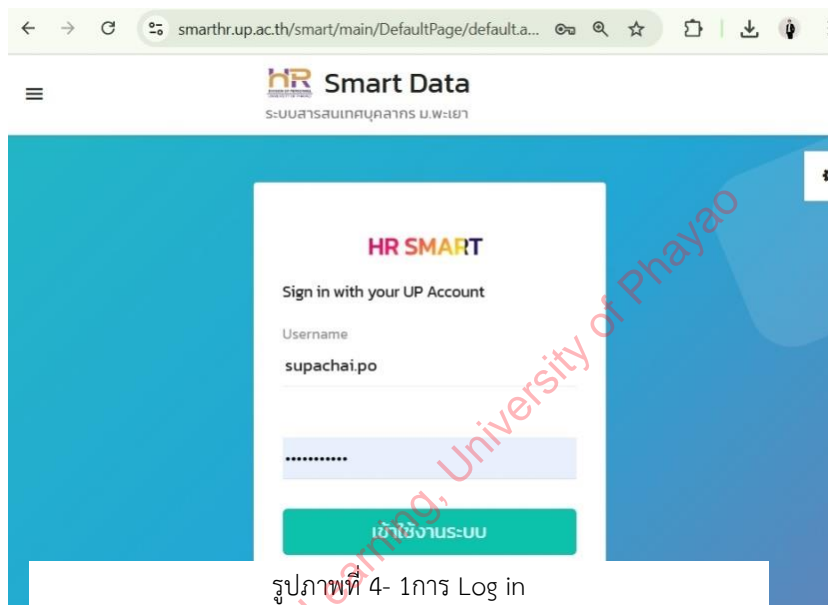 smarthr.up.ac.th/smart/main/DefaultPage/default.a...
HR Smart Data
ระบบสารสนเทศบุคลากร ม.พะเยา
HR SMART
Sign in with your UP Account
Username
supachai.po
•••••••••••
เข้าใช้งานระบบ
รูปภาพที่ 4- 1การ Log in
Learning, University of Phayao